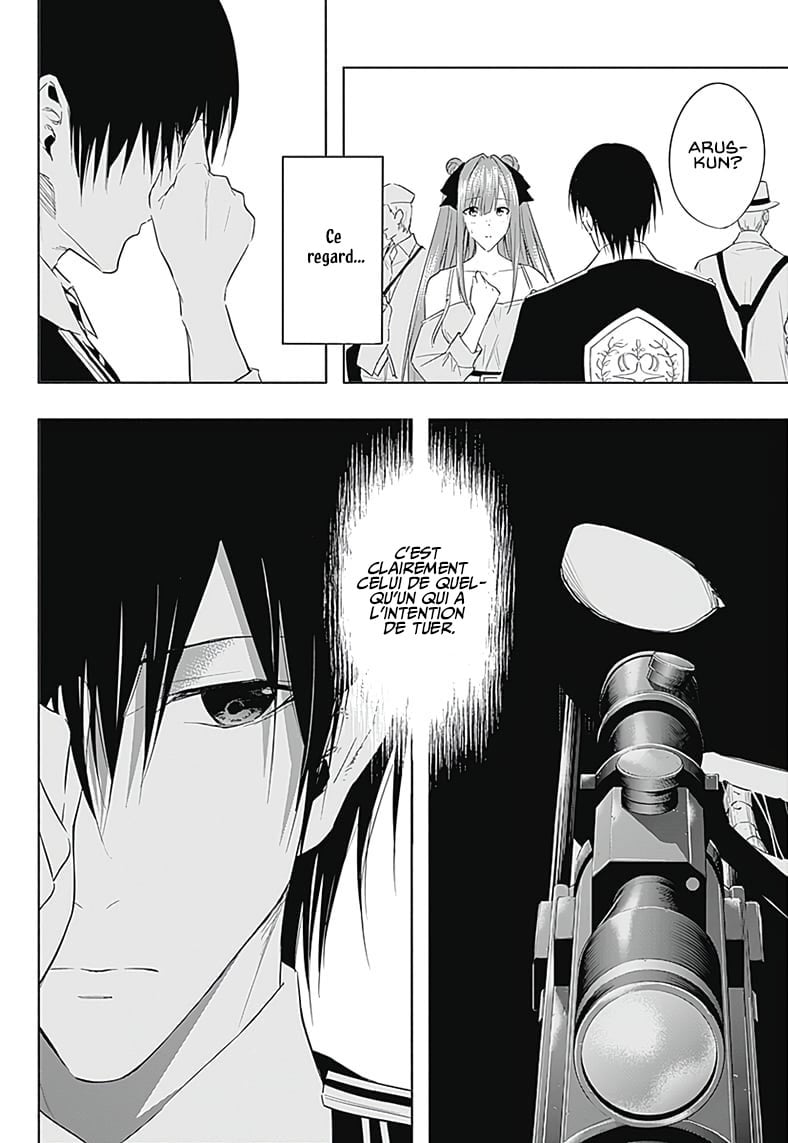 ARUS-
KUN?
Ce
regard...
C'EST
CLAIREMENT
CELUI DE QUEL-
QU'UN QUI A
L'INTENTION
DE TUER.